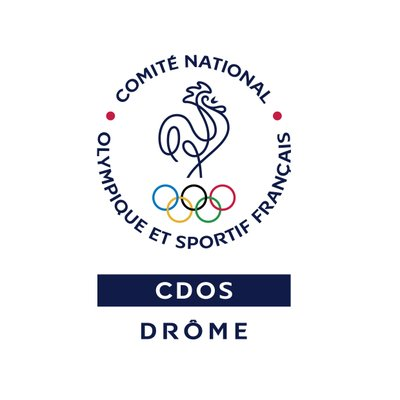 COMITÉ NATIONAL
OLYMPIQUE ET SPORTIF FRANÇAIS
CDOS
DRÔME